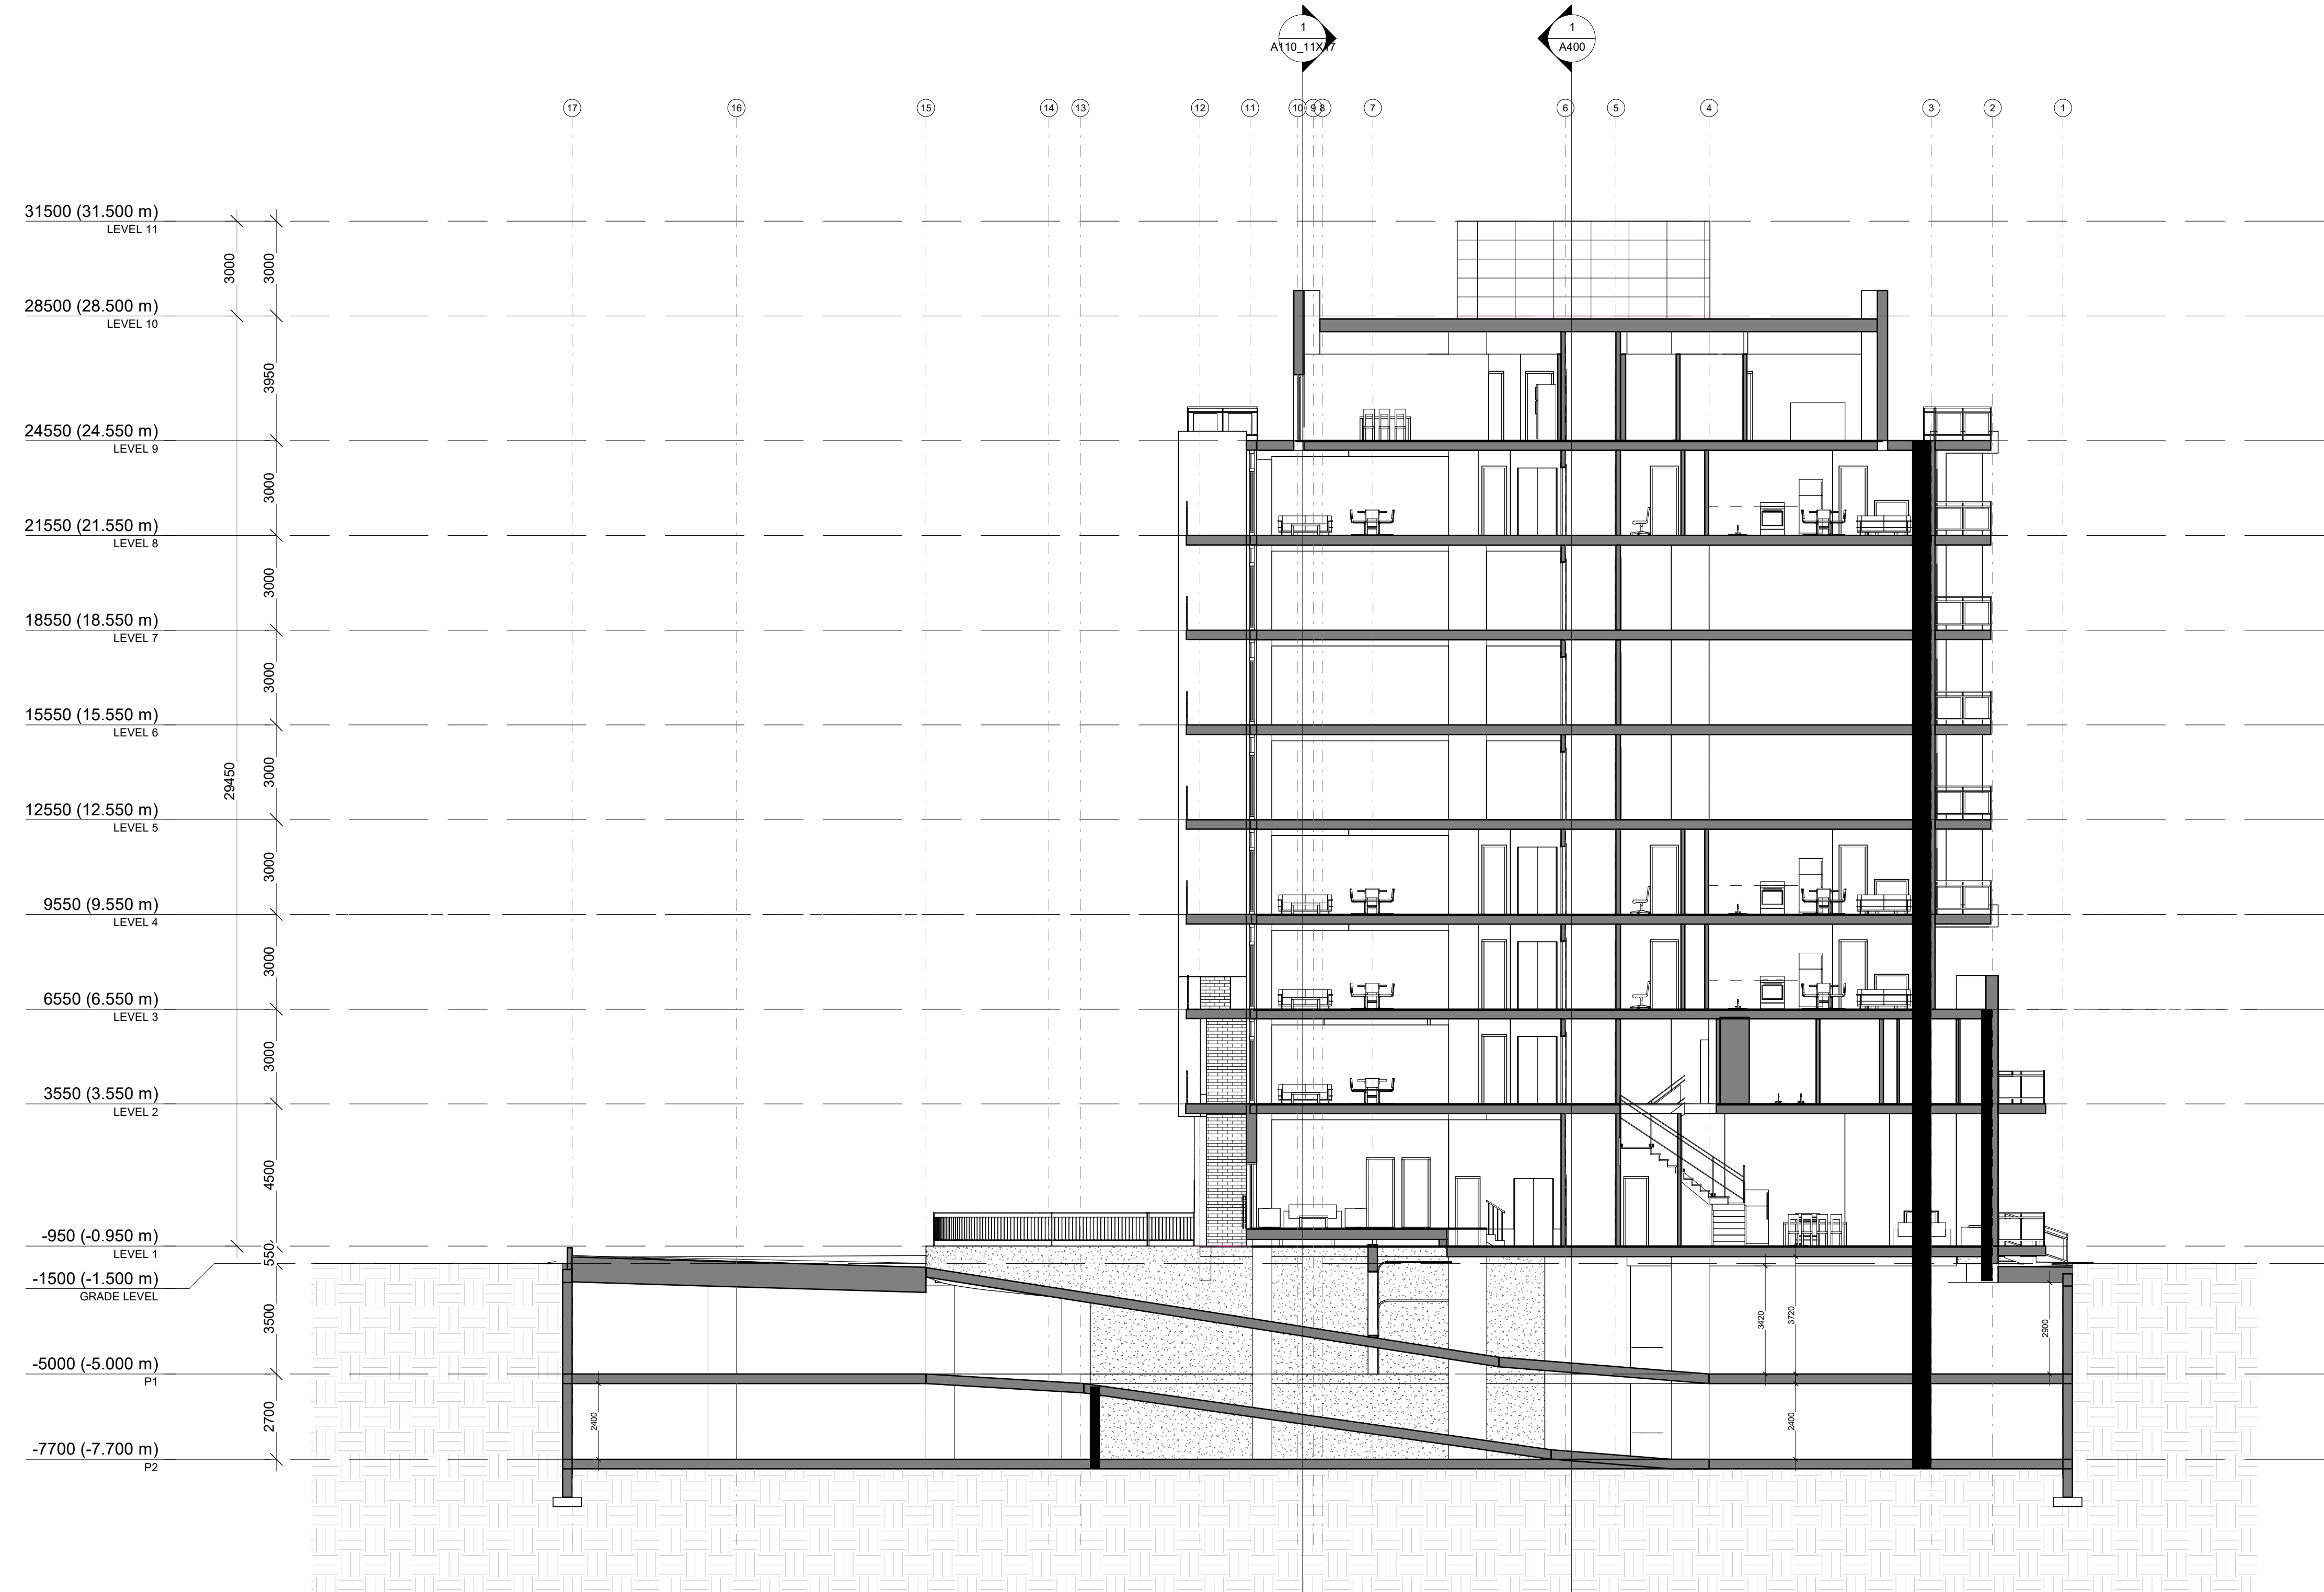 1
A110_11X17
1
A400
17
16
15
14
13
12
11
10
9
8
7
6
5
4
3
2
1
31500 (31.500 m)
LEVEL 11
3000
3000
28500 (28.500 m)
LEVEL 10
3950
24550 (24.550 m)
LEVEL 9
3000
21550 (21.550 m)
LEVEL 8
3000
18550 (18.550 m)
LEVEL 7
3000
15550 (15.550 m)
LEVEL 6
29450
3000
12550 (12.550 m)
LEVEL 5
3000
9550 (9.550 m)
LEVEL 4
3000
6550 (6.550 m)
LEVEL 3
3000
3550 (3.550 m)
LEVEL 2
4500
-950 (-0.950 m)
LEVEL 1
550
-1500 (-1.500 m)
GRADE LEVEL
3500
3420
3720
2900
-5000 (-5.000 m)
P1
2700
2400
2400
-7700 (-7.700 m)
P2